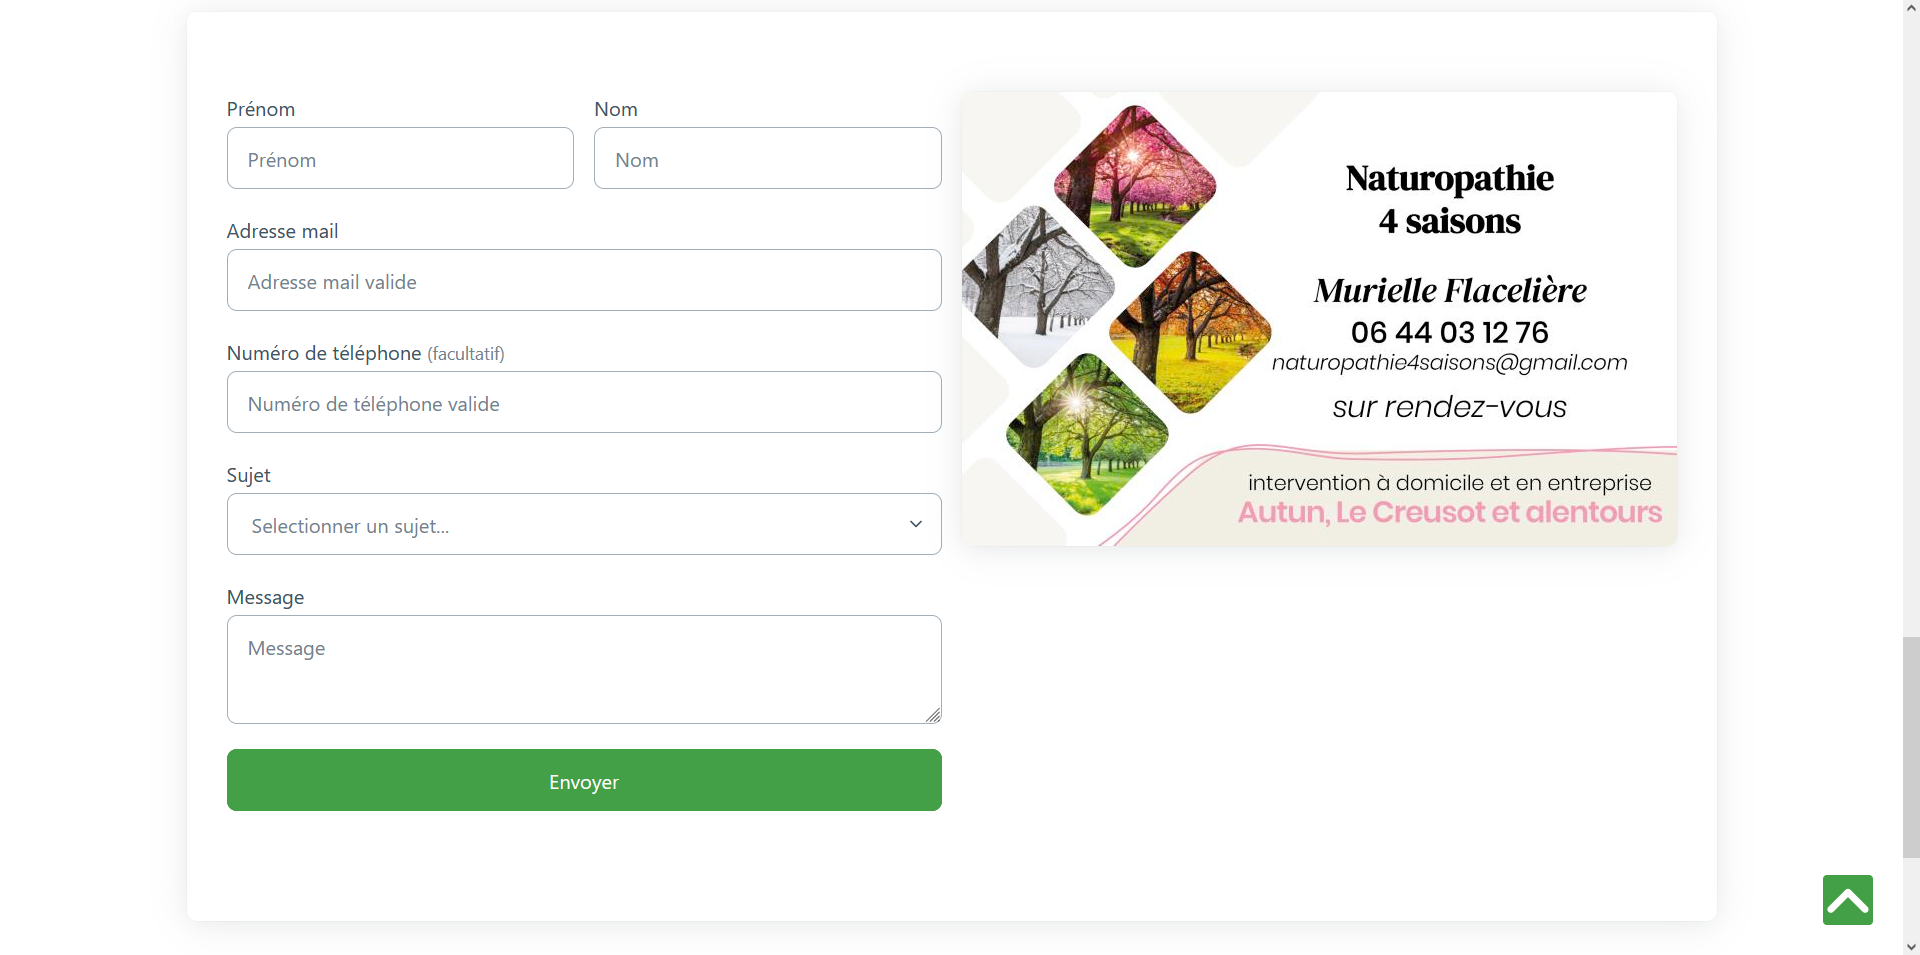 Prénom
Nom
Prénom
Nom
Adresse mail
Adresse mail valide
Numéro de téléphone (facultatif)
Numéro de téléphone valide
Sujet
Selectionner un sujet...
Message
Message
Envoyer
Naturopathie
4 saisons
Murielle Flacelière
06 44 03 12 76
naturopathie4saisons@gmail.com
sur rendez-vous
intervention à domicile et en entreprise
Autun, Le Creusot et alentours